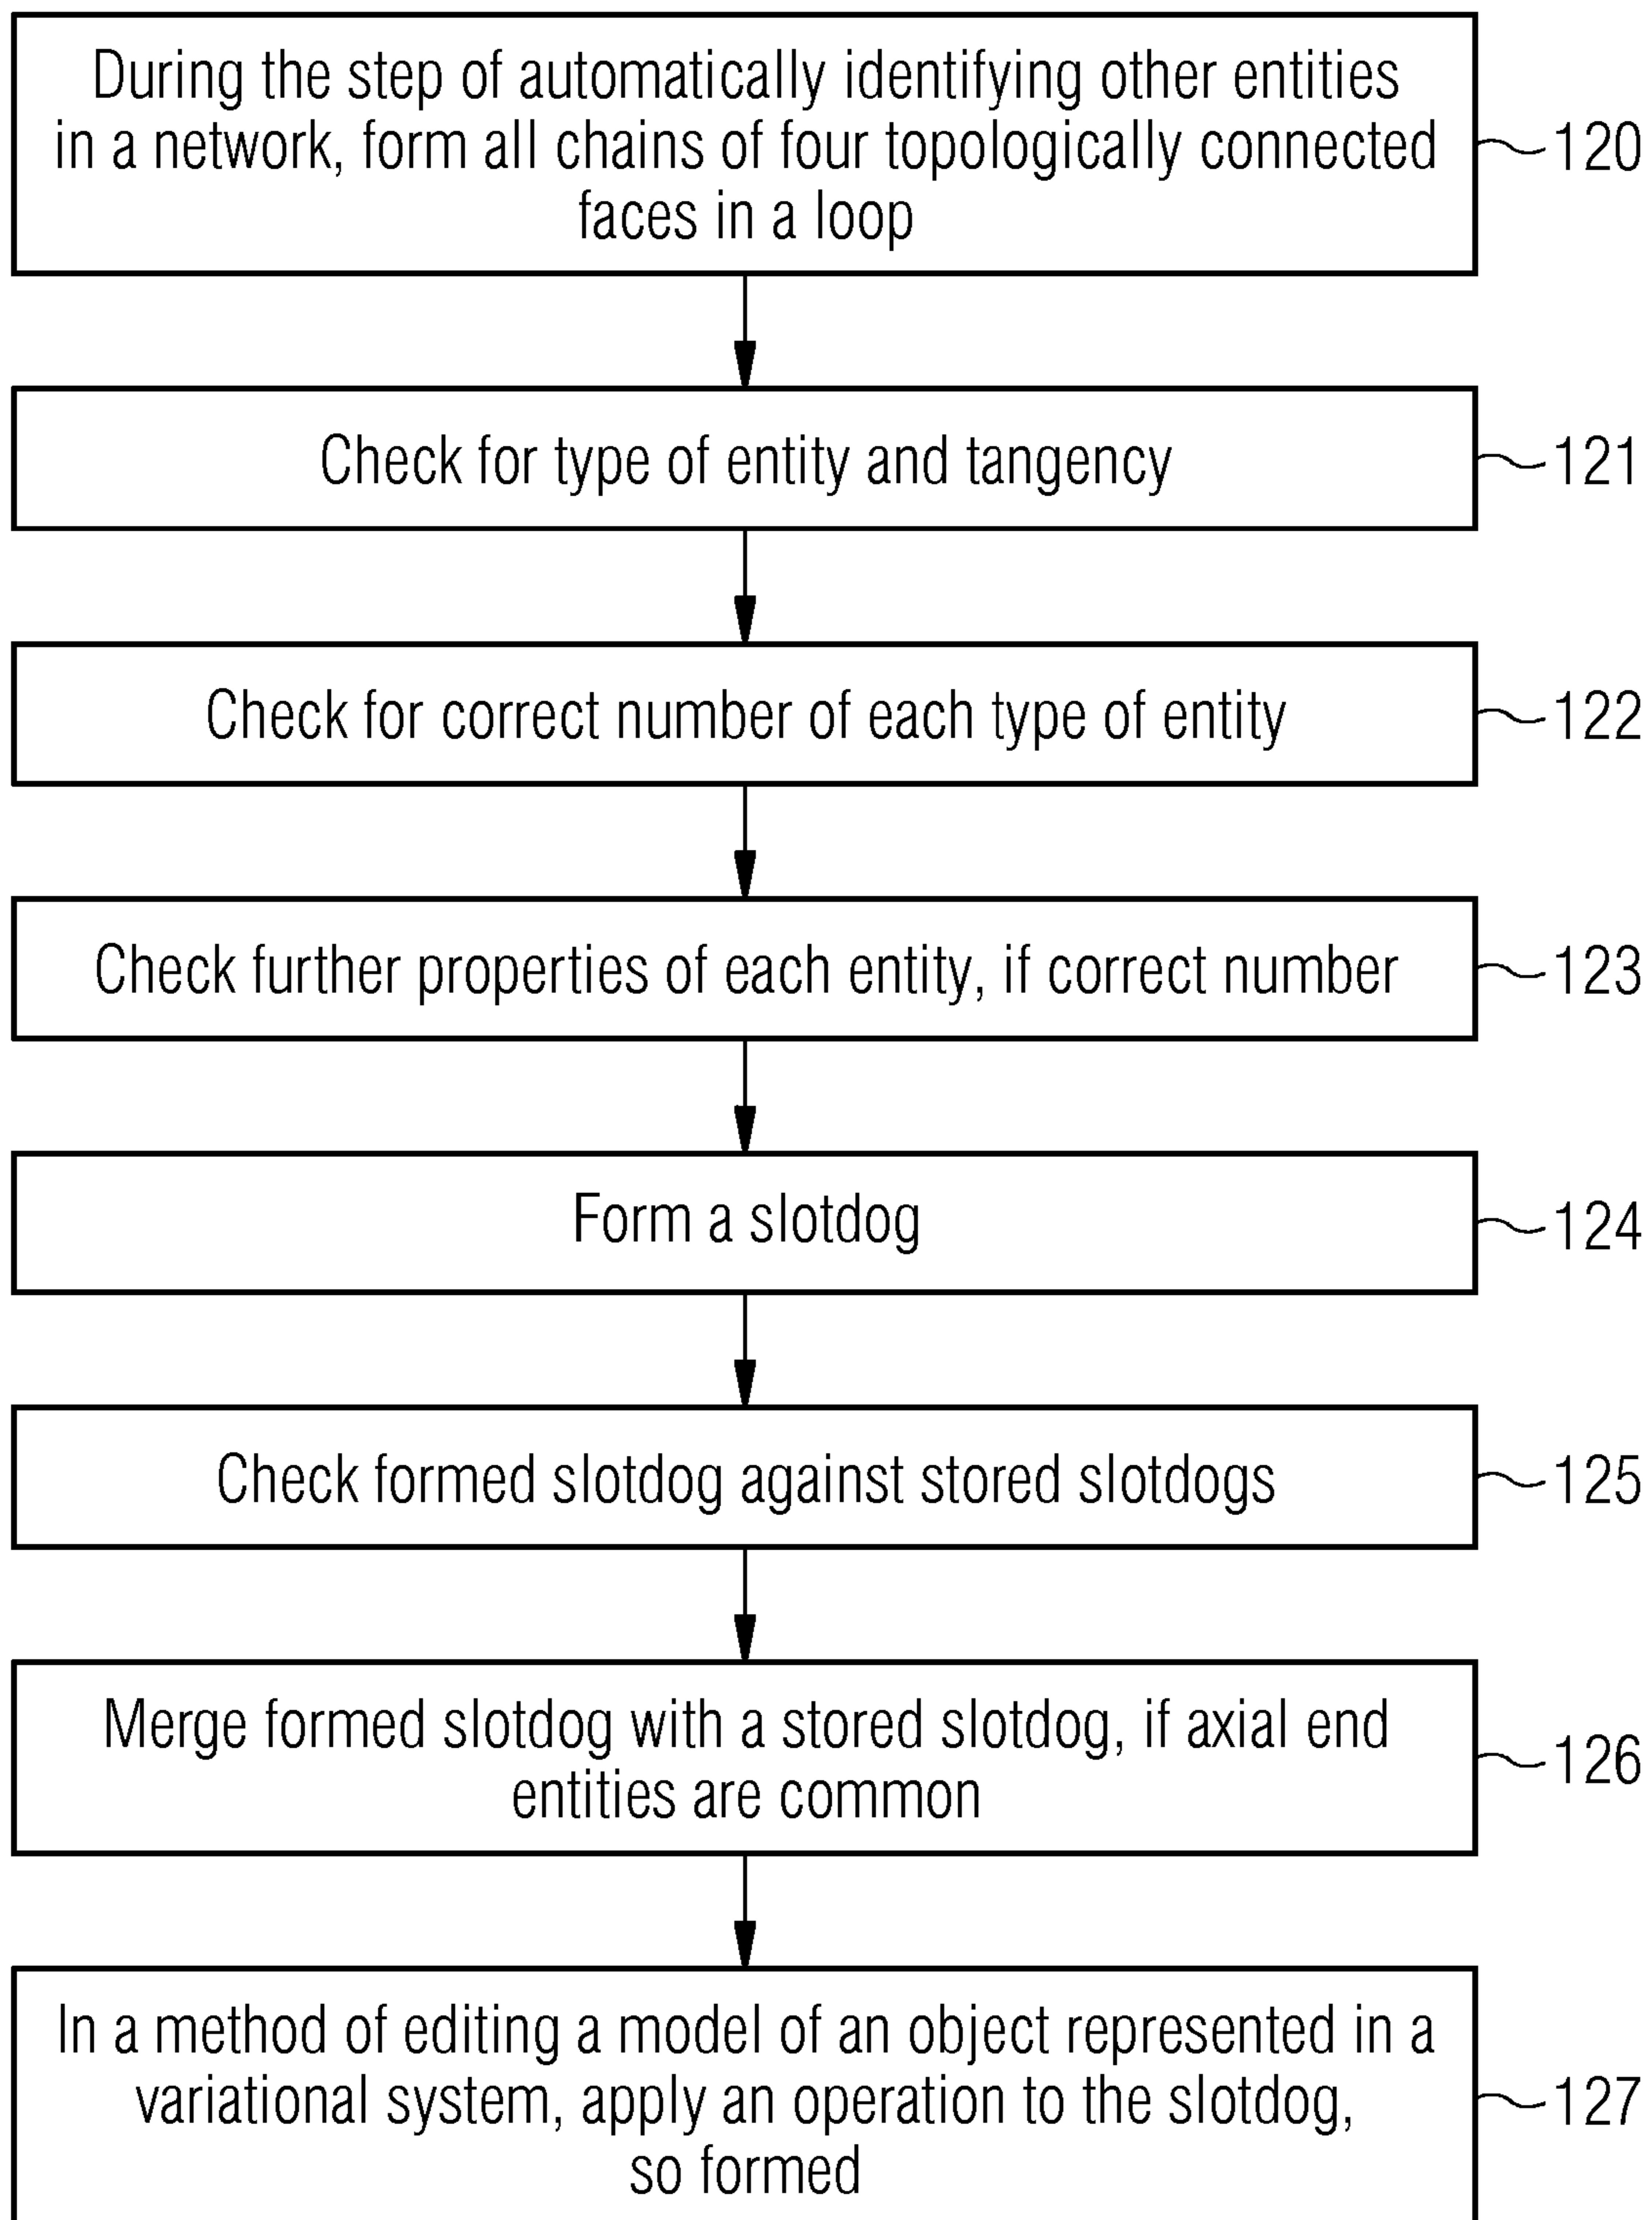 During the step of automatically identifying other entities
in a network, form all chains of four topologically connected
faces in a loop
120
Check for type of entity and tangency
121
Check for correct number of each type of entity
122
Check further properties of each entity, if correct number
123
Form a slotdog
124
Check formed slotdog against stored slotdogs
125
Merge formed slotdog with a stored slotdog, if axial end
entities are common
126
In a method of editing a model of an object represented in a
variational system, apply an operation to the slotdog,
so formed
127